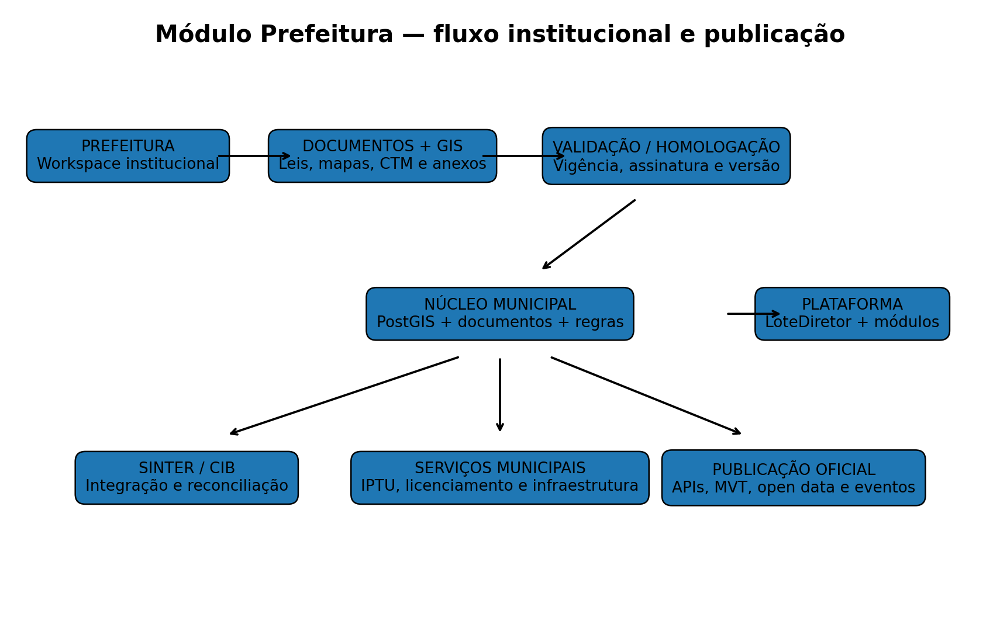 Módulo Prefeitura — fluxo institucional e publicação
PREFEITURA
Workspace institucional
DOCUMENTOS + GIS
Leis, mapas, CTM e anexos
VALIDAÇÃO / HOMOLOGAÇÃO
Vigência, assinatura e versão
NÚCLEO MUNICIPAL
PostGIS + documentos + regras
PLATAFORMA
LoteDiretor + módulos
SINTER / CIB
Integração e reconciliação
SERVIÇOS MUNICIPAIS
IPTU, licenciamento e infraestrutura
PUBLICAÇÃO OFICIAL
APIs, MVT, open data e eventos